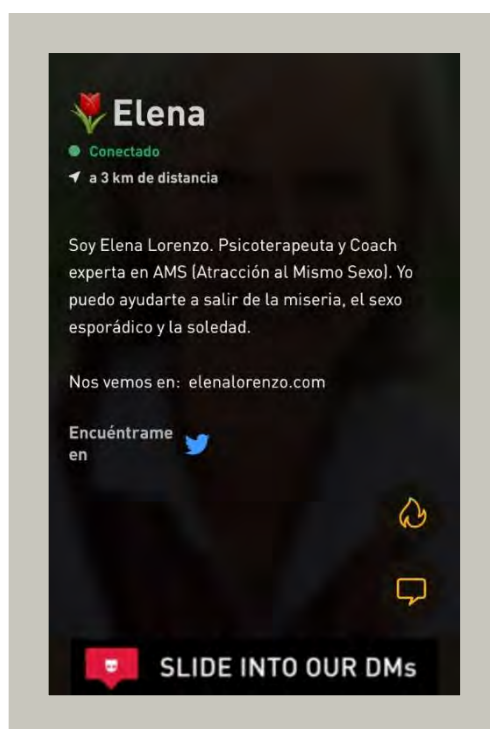 Elena
Conectado
a 3 km de distancia
Soy Elena Lorenzo. Psicoterapeuta y Coach
experta en AMS (Atracción al Mismo Sexo). Yo
puedo ayudarte a salir de la miseria, el sexo
esporádico y la soledad.
Nos vemos en: elenalorenzo.com
Encuéntrame
en
SLIDE INTO OUR DMs